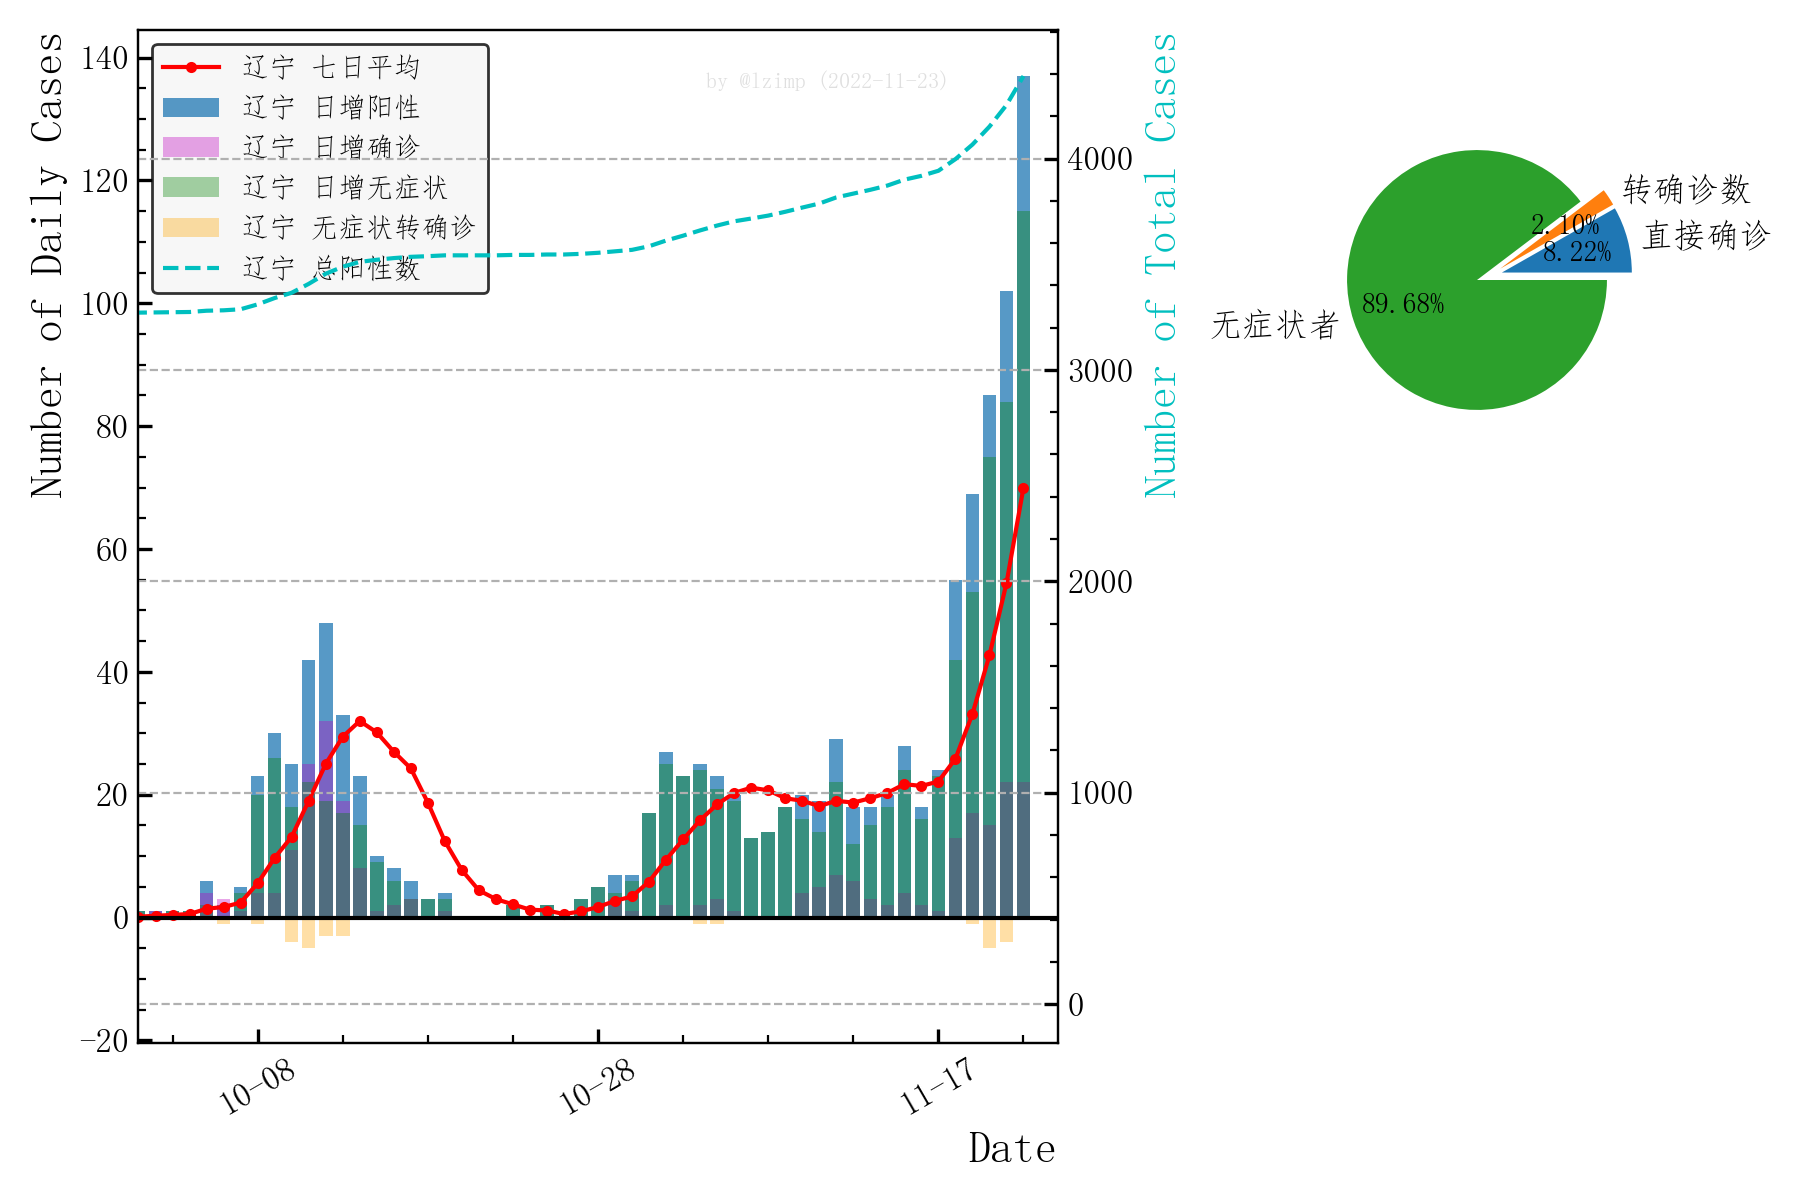 Number of Daily Cases
140
120
100
80
60
40
20
0
−20
辽宁 七日平均
辽宁 日增阳性
辽宁 日增确诊
辽宁 日增无症状
辽宁 无症状转确诊
辽宁 总阳性数
by @lzimp (2022-11-23)
10-08
10-28
11-17
Date
4000
3000
2000
1000
0
Number of Total Cases
转确诊数
2.10%
直接确诊
8.22%
89.68%
无症状者